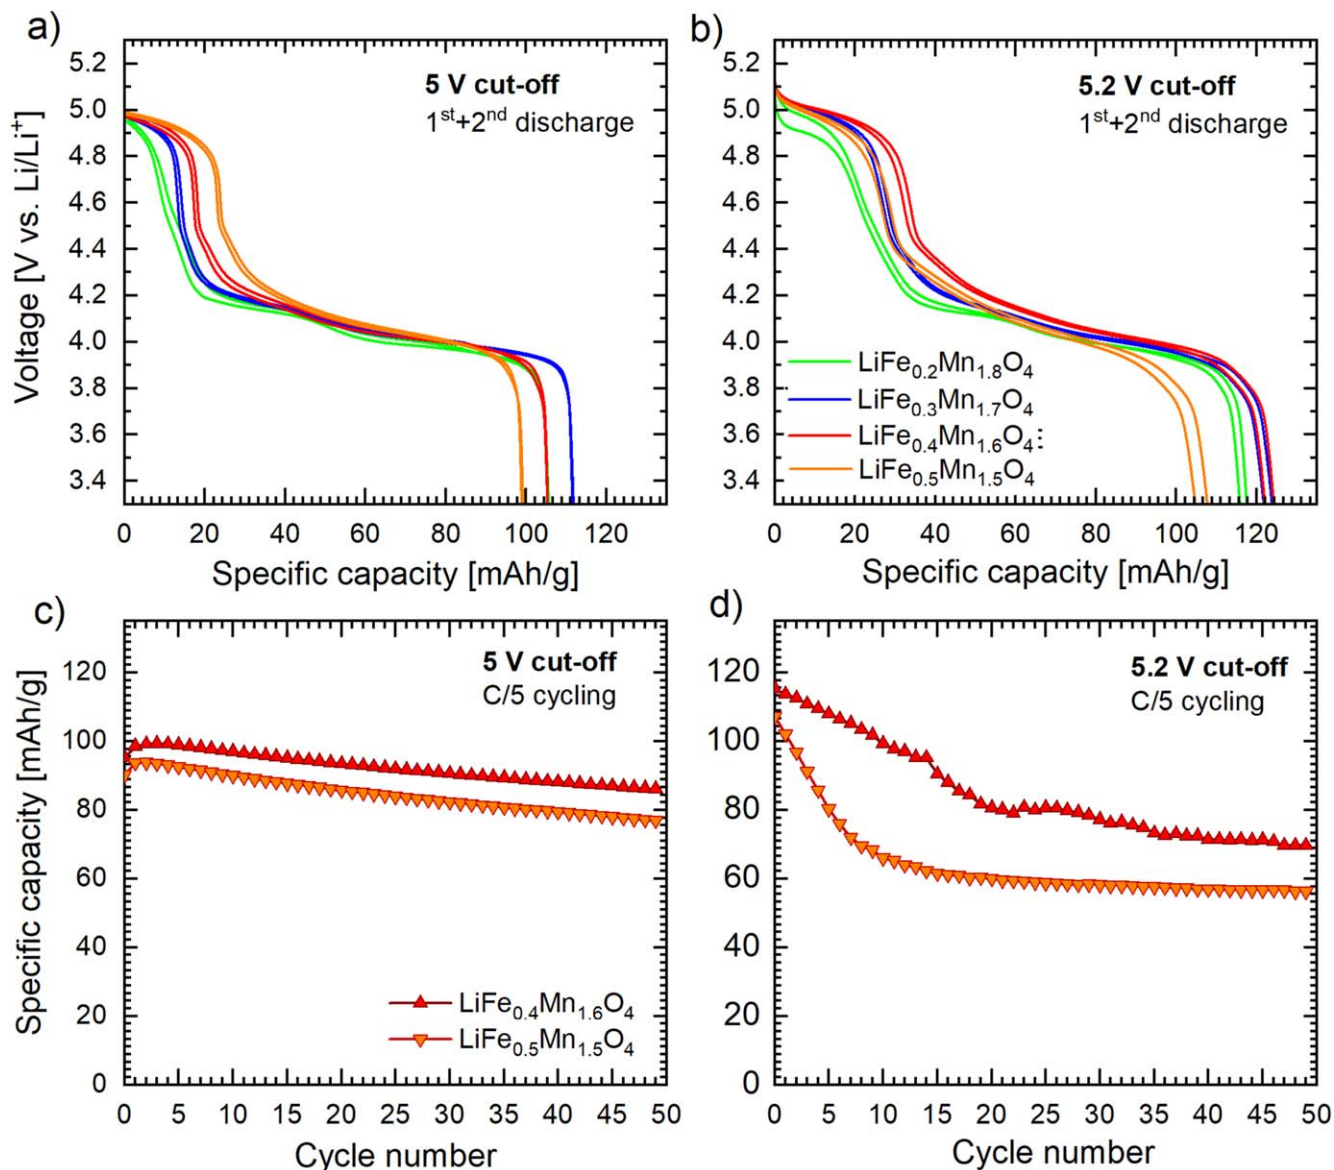 a)
5 V cut-off
1st+2nd discharge
Voltage [V vs. Li/Li+]
5.2
5.0
4.8
4.6
4.4
4.2
4.0
3.8
3.6
3.4
0 20 40 60 80 100 120
Specific capacity [mAh/g]
b)
5.2 V cut-off
1st+2nd discharge
5.2
5.0
4.8
4.6
4.4
4.2
4.0
3.8
3.6
3.4
LiFe0.2Mn1.8O4
LiFe0.3Mn1.7O4
LiFe0.4Mn1.6O4
LiFe0.5Mn1.5O4
0 20 40 60 80 100 120
Specific capacity [mAh/g]
c)
5 V cut-off
C/5 cycling
Specific capacity [mAh/g]
120
100
80
60
40
20
0
LiFe0.4Mn1.6O4
LiFe0.5Mn1.5O4
0 5 10 15 20 25 30 35 40 45 50
Cycle number
d)
5.2 V cut-off
C/5 cycling
120
100
80
60
40
20
0
0 5 10 15 20 25 30 35 40 45 50
Cycle number